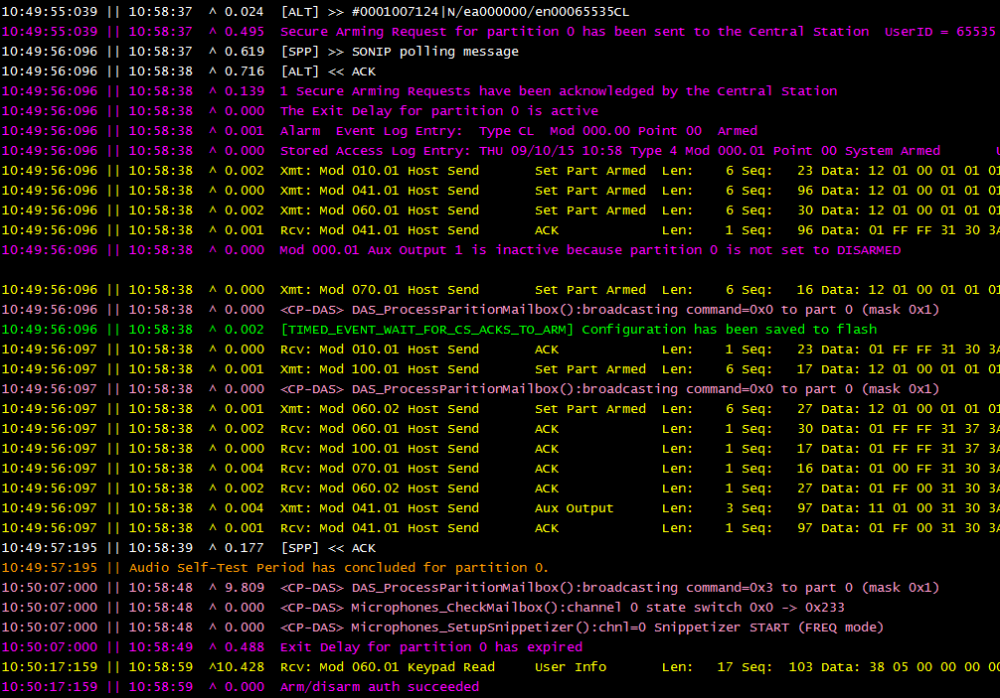 10:49:55:039 || 10:58:37 ^ 0.024 [ALT] >> #0001007124|N/ea000000/en00065535CL
10:49:55:039 || 10:58:37 ^ 0.495 Secure Arming Request for partition 0 has been sent to the Central Station UserID = 65535
10:49:56:096 || 10:58:37 ^ 0.619 [SPP] >> SONIP polling message
10:49:56:096 || 10:58:38 ^ 0.716 [ALT] << ACK
10:49:56:096 || 10:58:38 ^ 0.139 1 Secure Arming Requests have been acknowledged by the Central Station
10:49:56:096 || 10:58:38 ^ 0.000 The Exit Delay for partition 0 is active
10:49:56:096 || 10:58:38 ^ 0.001 Alarm Event Log Entry: Type CL Mod 000.00 Point 00 Armed
10:49:56:096 || 10:58:38 ^ 0.000 Stored Access Log Entry: THU 09/10/15 10:58 Type 4 Mod 000.01 Point 00 System Armed
10:49:56:096 || 10:58:38 ^ 0.002 Xmt: Mod 010.01 Host Send Set Part Armed Len: 6 Seq: 23 Data: 12 01 00 01 01 01
10:49:56:096 || 10:58:38 ^ 0.000 Xmt: Mod 041.01 Host Send Set Part Armed Len: 6 Seq: 96 Data: 12 01 00 01 01 01
10:49:56:096 || 10:58:38 ^ 0.002 Xmt: Mod 060.01 Host Send Set Part Armed Len: 6 Seq: 30 Data: 12 01 00 01 01 01
10:49:56:096 || 10:58:38 ^ 0.001 Rcv: Mod 041.01 Host Send ACK Len: 1 Seq: 96 Data: 01 FF FF 31 30 3A
10:49:56:096 || 10:58:38 ^ 0.000 Mod 000.01 Aux Output 1 is inactive because partition 0 is not set to DISARMED
10:49:56:096 || 10:58:38 ^ 0.000 Xmt: Mod 070.01 Host Send Set Part Armed Len: 6 Seq: 16 Data: 12 01 00 01 01 01
10:49:56:096 || 10:58:38 ^ 0.000 <CP-DAS> DAS_ProcessParitionMailbox():broadcasting command=0x0 to part 0 (mask 0x1)
10:49:56:096 || 10:58:38 ^ 0.002 [TIMED_EVENT_WAIT_FOR_CS_ACKS_TO_ARM] Configuration has been saved to flash
10:49:56:097 || 10:58:38 ^ 0.000 Rcv: Mod 010.01 Host Send ACK Len: 1 Seq: 23 Data: 01 FF FF 31 30 3A
10:49:56:097 || 10:58:38 ^ 0.001 Xmt: Mod 100.01 Host Send Set Part Armed Len: 6 Seq: 17 Data: 12 01 00 01 01 01
10:49:56:097 || 10:58:38 ^ 0.000 <CP-DAS> DAS_ProcessParitionMailbox():broadcasting command=0x0 to part 0 (mask 0x1)
10:49:56:097 || 10:58:38 ^ 0.001 Xmt: Mod 060.02 Host Send Set Part Armed Len: 6 Seq: 27 Data: 12 01 00 01 01 01
10:49:56:097 || 10:58:38 ^ 0.002 Rcv: Mod 060.01 Host Send ACK Len: 1 Seq: 30 Data: 01 FF FF 31 37 3A
10:49:56:097 || 10:58:38 ^ 0.000 Rcv: Mod 100.01 Host Send ACK Len: 1 Seq: 17 Data: 01 FF FF 31 37 3A
10:49:56:097 || 10:58:38 ^ 0.004 Rcv: Mod 070.01 Host Send ACK Len: 1 Seq: 16 Data: 01 00 FF 31 30 3A
10:49:56:097 || 10:58:38 ^ 0.000 Rcv: Mod 060.02 Host Send ACK Len: 1 Seq: 27 Data: 01 FF 00 31 30 3A
10:49:56:097 || 10:58:38 ^ 0.004 Xmt: Mod 041.01 Host Send Aux Output Len: 3 Seq: 97 Data: 11 01 00 31 30 3A
10:49:56:097 || 10:58:38 ^ 0.001 Rcv: Mod 041.01 Host Send ACK Len: 1 Seq: 97 Data: 01 FF 00 31 30 3A
10:49:57:195 || 10:58:39 ^ 0.177 [SPP] << ACK
10:49:57:195 || Audio Self-Test Period has concluded for partition 0.
10:50:07:000 || 10:58:48 ^ 9.809 <CP-DAS> DAS_ProcessParitionMailbox():broadcasting command=0x3 to part 0 (mask 0x1)
10:50:07:000 || 10:58:48 ^ 0.000 <CP-DAS> Microphones_CheckMailbox():channel 0 state switch 0x0 -> 0x233
10:50:07:000 || 10:58:48 ^ 0.000 <CP-DAS> Microphones_SetupSnippetizer():chnl=0 Snippetizer START (FREQ mode)
10:50:07:000 || 10:58:49 ^ 0.488 Exit Delay for partition 0 has expired
10:50:17:159 || 10:58:59 ^10.428 Rcv: Mod 060.01 Keypad Read User Info Len: 17 Seq: 103 Data: 38 05 00 00 00 00
10:50:17:159 || 10:58:59 ^ 0.000 Arm/disarm auth succeeded